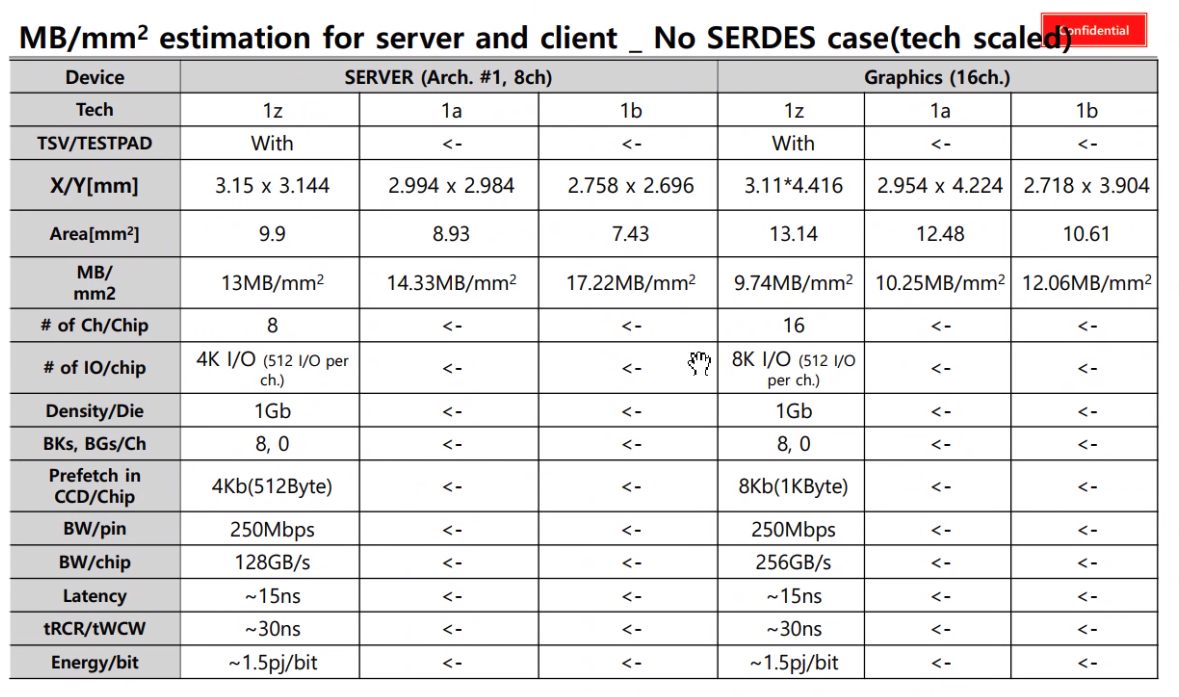 MB/mm² estimation for server and client _ No SERDES case(tech scaled)
onfidential
Device SERVER (Arch. #1, 8ch) Graphics (16ch.)
Tech 1z 1a 1b 1z 1a 1b
TSV/TESTPAD With <- <- With <- <-
X/Y[mm] 3.15 x 3.144 2.994 x 2.984 2.758 x 2.696 3.11*4.416 2.954 x 4.224 2.718 x 3.904
Area[mm²] 9.9 8.93 7.43 13.14 12.48 10.61
MB/
mm2 13MB/mm² 14.33MB/mm² 17.22MB/mm² 9.74MB/mm² 10.25MB/mm² 12.06MB/mm²
# of Ch/Chip 8 <- <- 16 <- <-
# of IO/chip 4K I/O (512 I/O per
ch.) <- <- 8K I/O (512 I/O
per ch.) <- <-
Density/Die 1Gb <- <- 1Gb <- <-
BKs, BGs/Ch 8, 0 <- <- 8, 0 <- <-
Prefetch in
CCD/Chip 4Kb(512Byte) <- <- 8Kb(1KByte) <- <-
BW/pin 250Mbps <- <- 250Mbps <- <-
BW/chip 128GB/s <- <- 256GB/s <- <-
Latency ~15ns <- <- ~15ns <- <-
tRCR/tWCW ~30ns <- <- ~30ns <- <-
Energy/bit ~1.5pj/bit <- <- ~1.5pj/bit <- <-